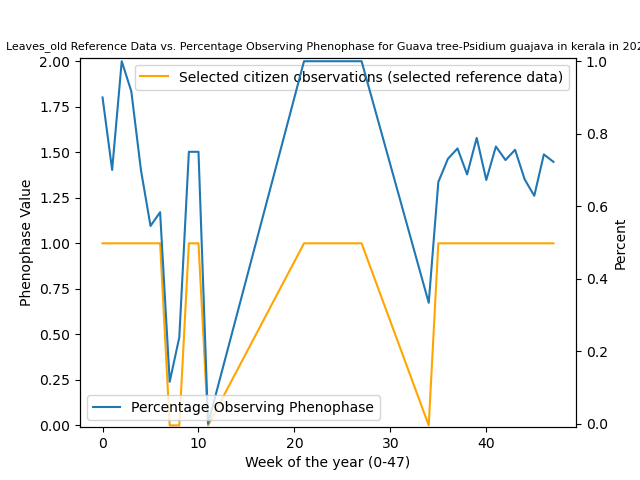 Leaves_old Reference Data vs. Percentage Observing Phenophase for Guava tree-Psidium guajava in kerala in 202
Selected citizen observations (selected reference data)
Percentage Observing Phenophase
Phenophase Value
2.00
1.75
1.50
1.25
1.00
0.75
0.50
0.25
0.00
1.0
0.8
0.6
0.4
0.2
0.0
Percent
0 10 20 30 40
Week of the year (0-47)